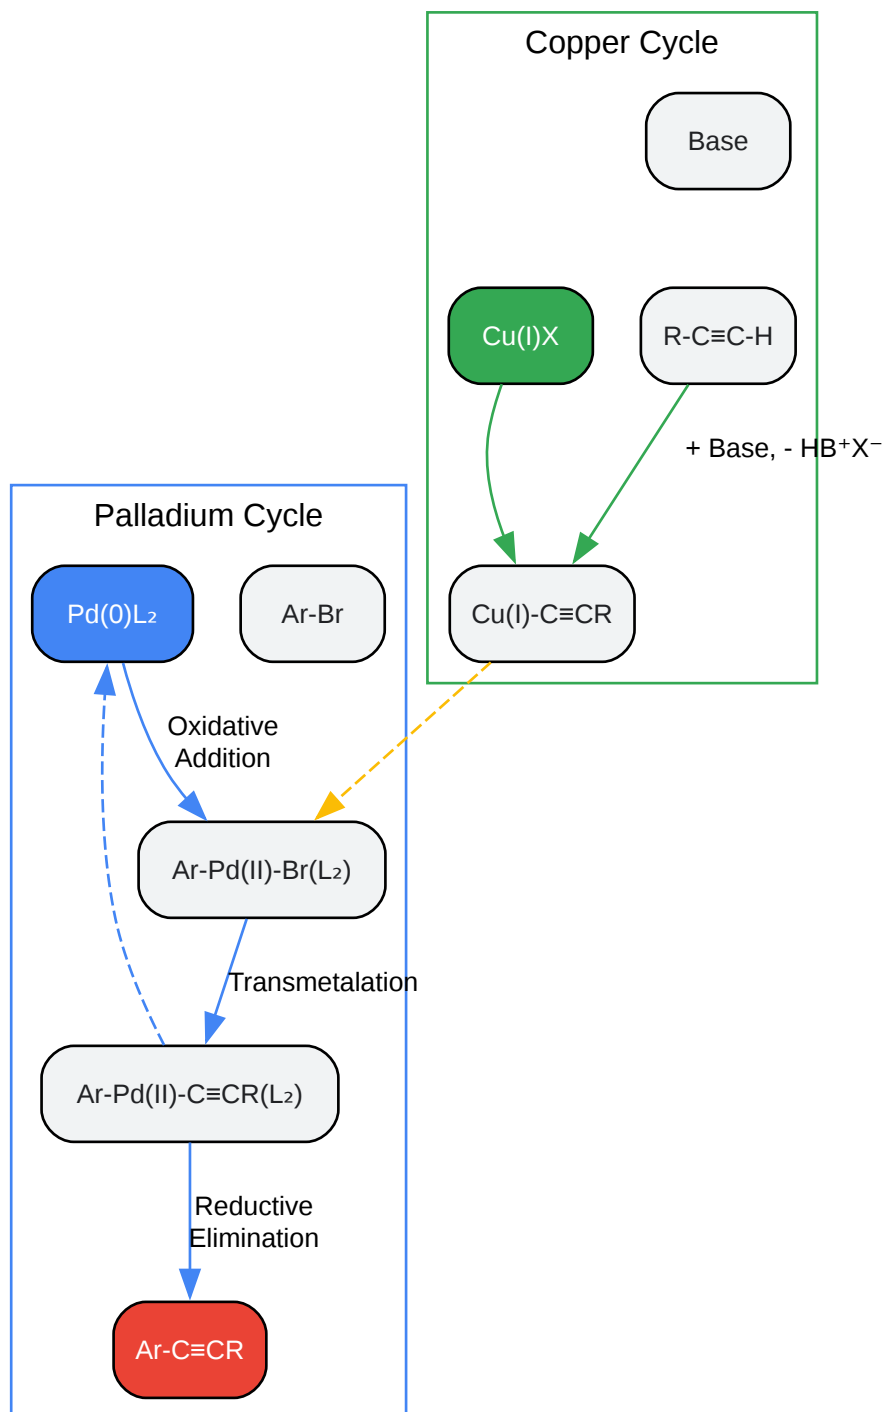 Copper Cycle
Base
Cu(I)X
R-C≡C-H
+ Base, - HB⁺X⁻
Palladium Cycle
Pd(0)L₂
Ar-Br
Cu(I)-C≡CR
Oxidative
Addition
Ar-Pd(II)-Br(L₂)
Transmetalation
Ar-Pd(II)-C≡CR(L₂)
Reductive
Elimination
Ar-C≡CR